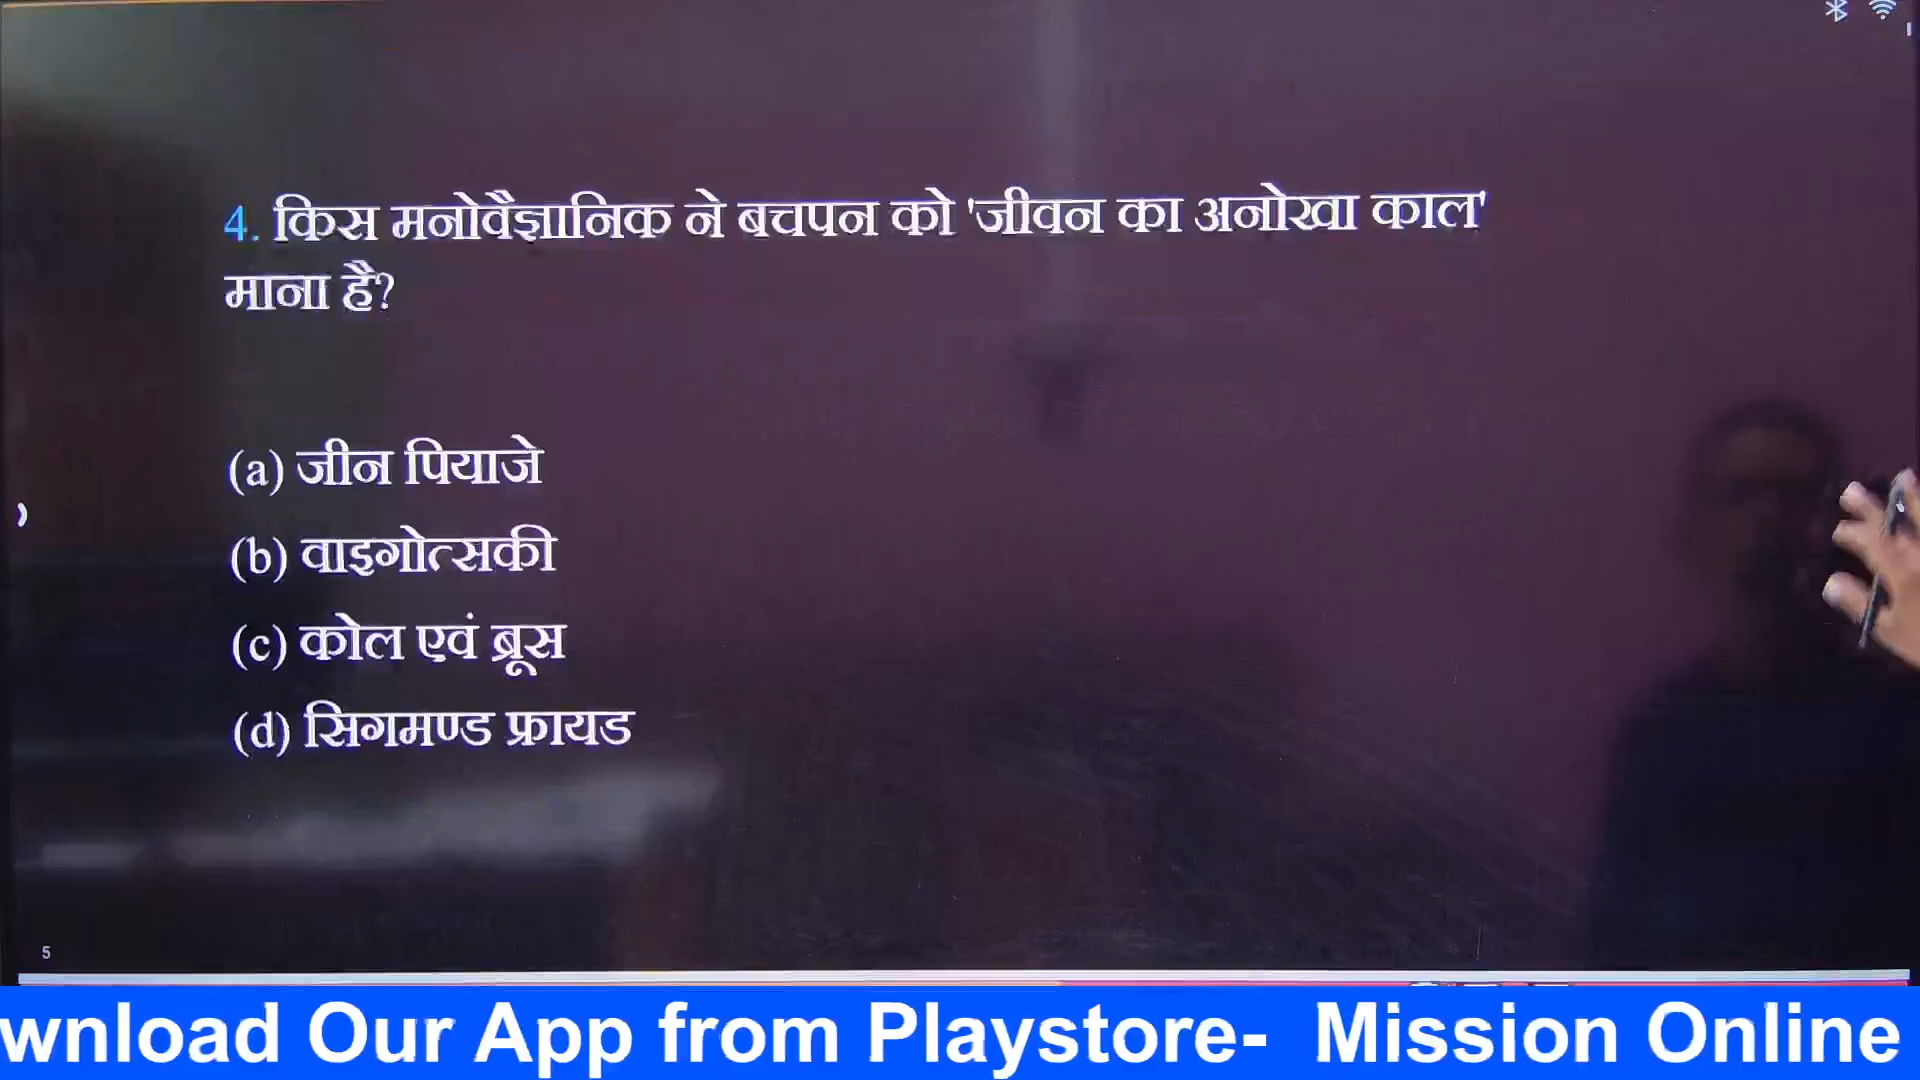 4. किस मनोवैज्ञानिक ने बचपन को 'जीवन का अनोखा काल'
माना है?
(a) जीन पियाजे
(b) वाइगोत्सकी
(c) कोल एवं ब्रूस
(d) सिगमण्ड फ्रायड
5
wnload Our App from Playstore- Mission Online